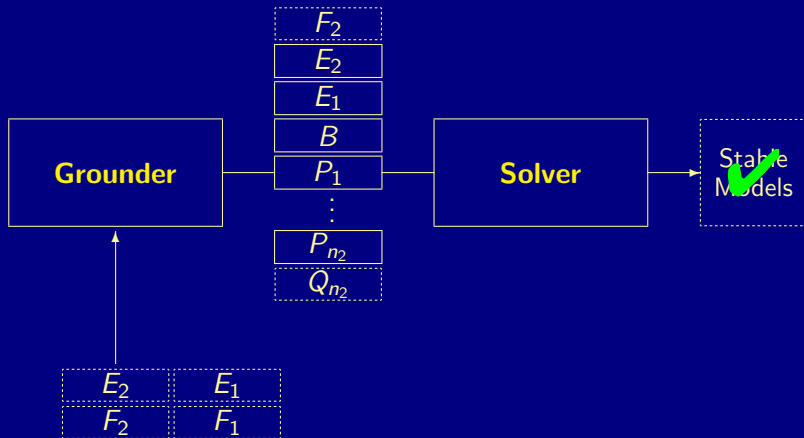 F₂
E₂
E₁
B
Grounder
P₁
Solver
Stable
Models
⋮
Pₙ₂
Qₙ₂
E₂ E₁
F₂ F₁